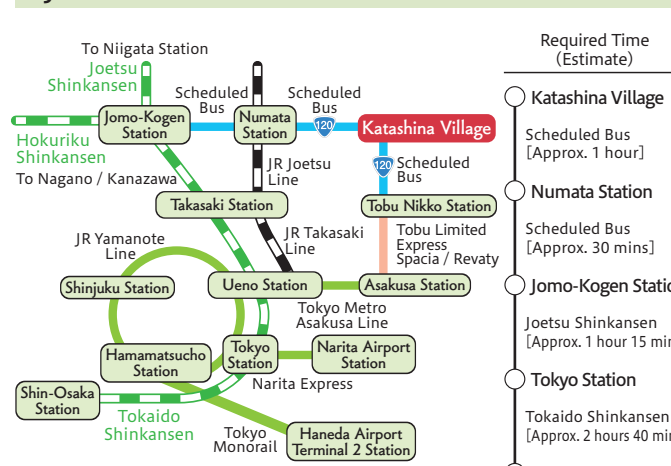 To Niigata Station
Joetsu
Shinkansen
Scheduled
Bus
Scheduled
Bus
Jomo-Kogen
Station
Numata
Station
120
Katashina Village
Hokuriku
Shinkansen
To Nagano / Kanazawa
JR Joetsu
Line
120
Scheduled
Bus
Takasaki Station
Tobu Nikko Station
JR Yamanote
Line
JR Takasaki
Line
Tobu Limited
Express
Spacia / Revaty
Shinjuku Station
Ueno Station
Asakusa Station
Tokyo Metro
Asakusa Line
Hamamatsucho
Station
Tokyo
Station
Narita Airport
Station
Narita Express
Shin-Osaka
Station
Tokaido
Shinkansen
Tokyo
Monorail
Haneda Airport
Terminal 2 Station
Required Time
(Estimate)
Katashina Village
Scheduled Bus
[Approx. 1 hour]
Numata Station
Scheduled Bus
[Approx. 30 mins]
Jomo-Kogen Static
Joetsu Shinkansen
[Approx. 1 hour 15 min
Tokyo Station
Tokaido Shinkansen
[Approx. 2 hours 40 min